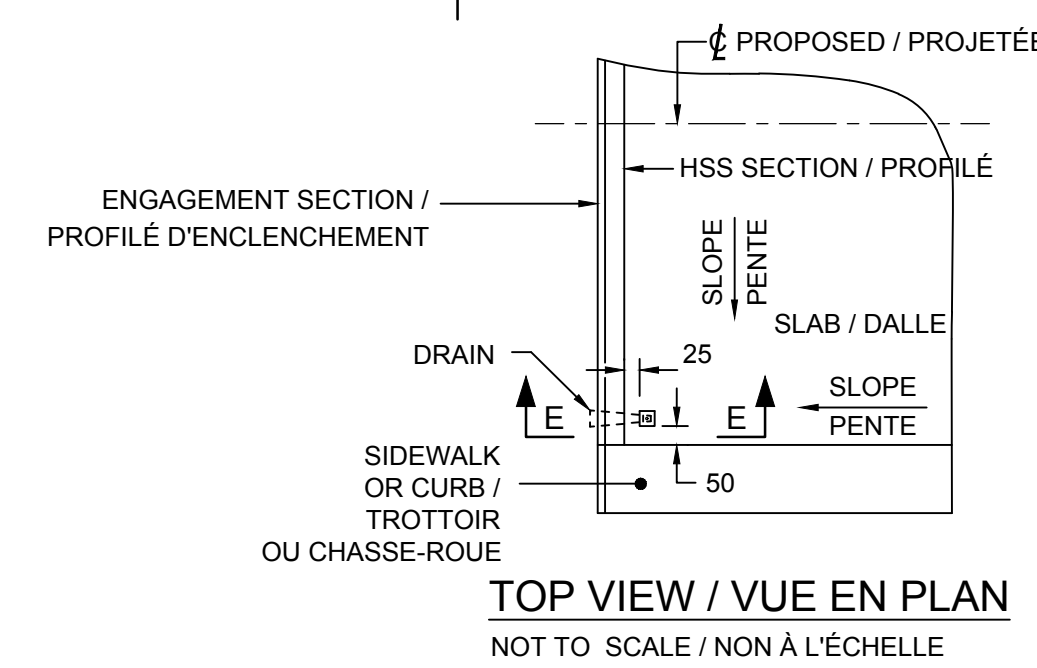 ℄ PROPOSED / PROJETÉE
HSS SECTION / PROFILÉ
ENGAGEMENT SECTION /
PROFILÉ D'ENCLENCHEMENT
SLOPE
PENTE
SLAB / DALLE
DRAIN
25
SLOPE
PENTE
E
E
SIDEWALK
OR CURB /
TROTTOIR
OU CHASSE-ROUE
50
TOP VIEW / VUE EN PLAN
NOT TO SCALE / NON À L'ÉCHELLE